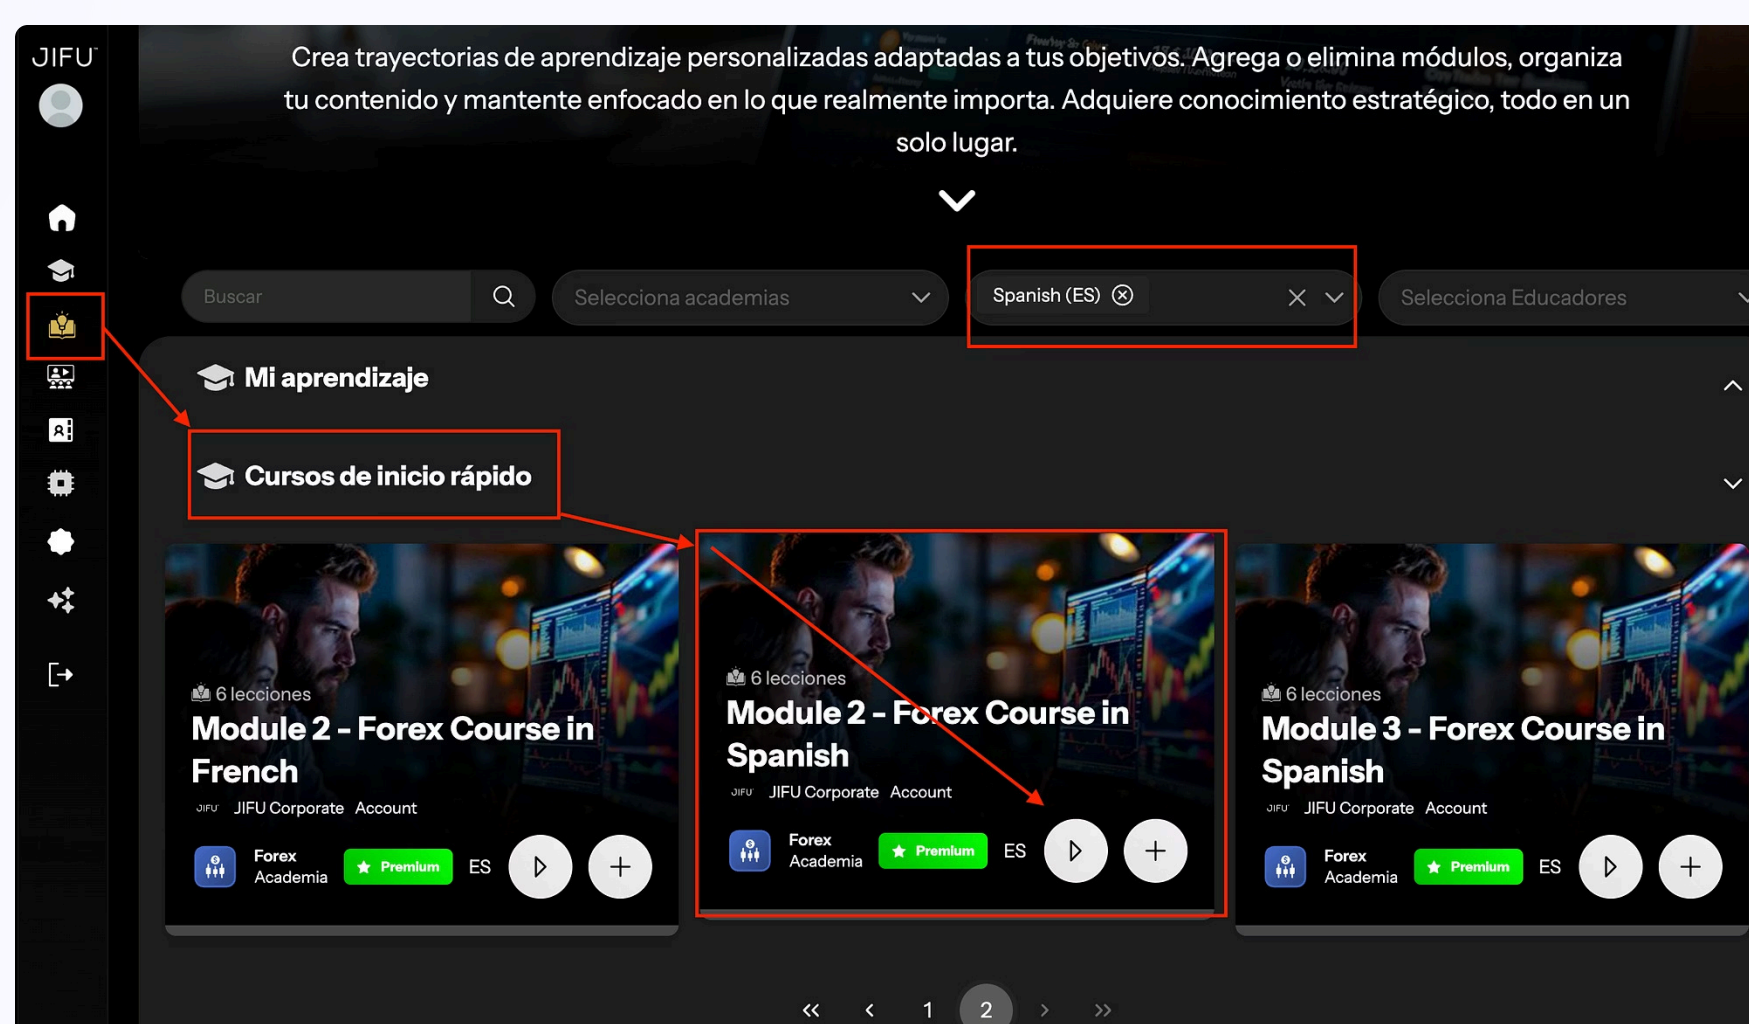 JIFU
Crea trayectorias de aprendizaje personalizadas adaptadas a tus objetivos. Agrega o elimina módulos, organiza
tu contenido y mantente enfocado en lo que realmente importa. Adquiere conocimiento estratégico, todo en un
solo lugar.
Buscar
Selecciona academias
Spanish (ES)
Selecciona Educadores
Mi aprendizaje
Cursos de inicio rápido
6 lecciones
Module 2 - Forex Course in
French
JIFU JIFU Corporate Account
Forex
Academia
Premium
ES
6 lecciones
Module 2 - Forex Course in
Spanish
JIFU JIFU Corporate Account
Forex
Academia
Premium
ES
6 lecciones
Module 3 - Forex Course in
Spanish
JIFU JIFU Corporate Account
Forex
Academia
Premium
ES
« ‹ 1 2 › »